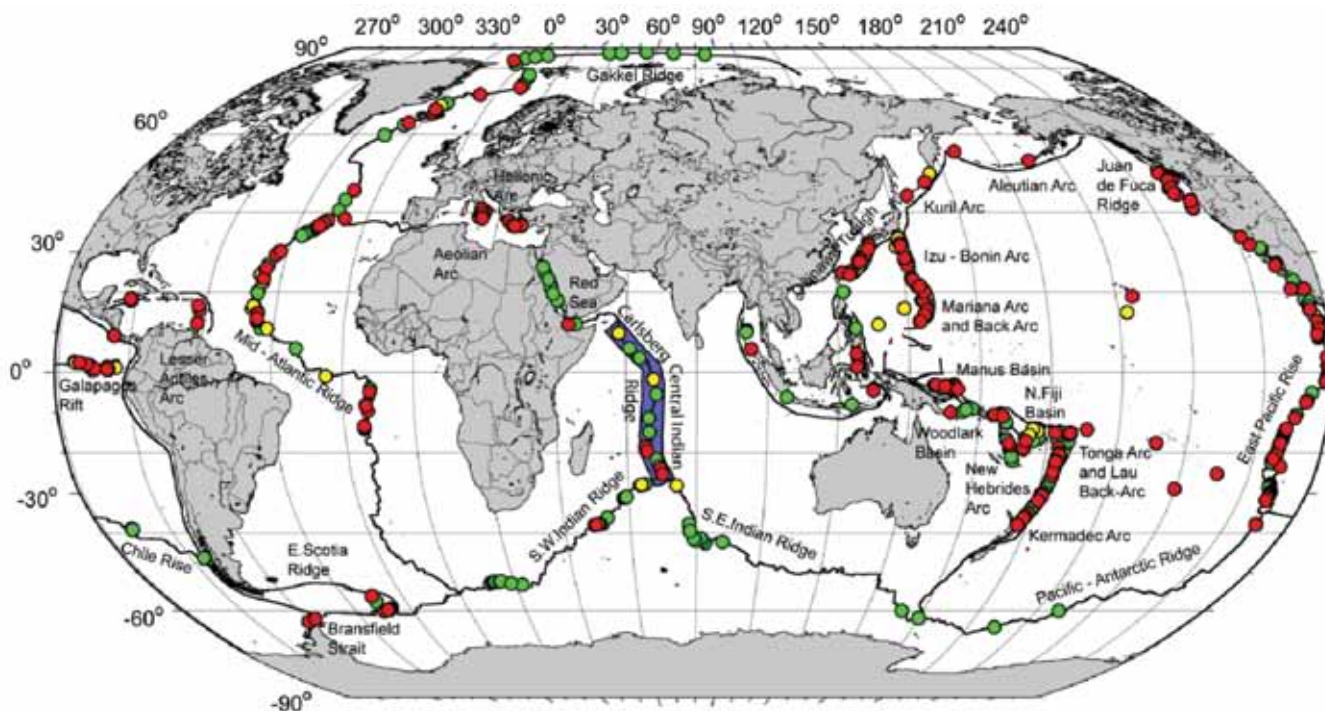 270° 300° 330° 0° 30° 60° 90° 120° 150° 180° 210° 240°
90°
Gakkel Ridge
60°
Hellenic
Arc
Aleutian Arc
Juan
de Fuca
Ridge
Kuril Arc
Trough
30°
Aeolian
Arc
Izu - Bonin Arc
Red
Sea
Mariana Arc
and Back Arc
Carlsberg
Ridge
Mid - Atlantic Ridge
Lesser
Antilles
Arc
0°
Galapagos
Rift
Central Indian
Manus Basin
N.Fiji
Basin
East Pacific Rise
Woodlark
Basin
New
Hebrides
Arc
Tonga Arc
and Lau
Back-Arc
-30°
S.W.Indian Ridge
S.E.Indian Ridge
Kermadec Arc
Chile Rise
E.Scotia
Ridge
Pacific - Antarctic Ridge
-60°
Bransfield
Strait
-90°